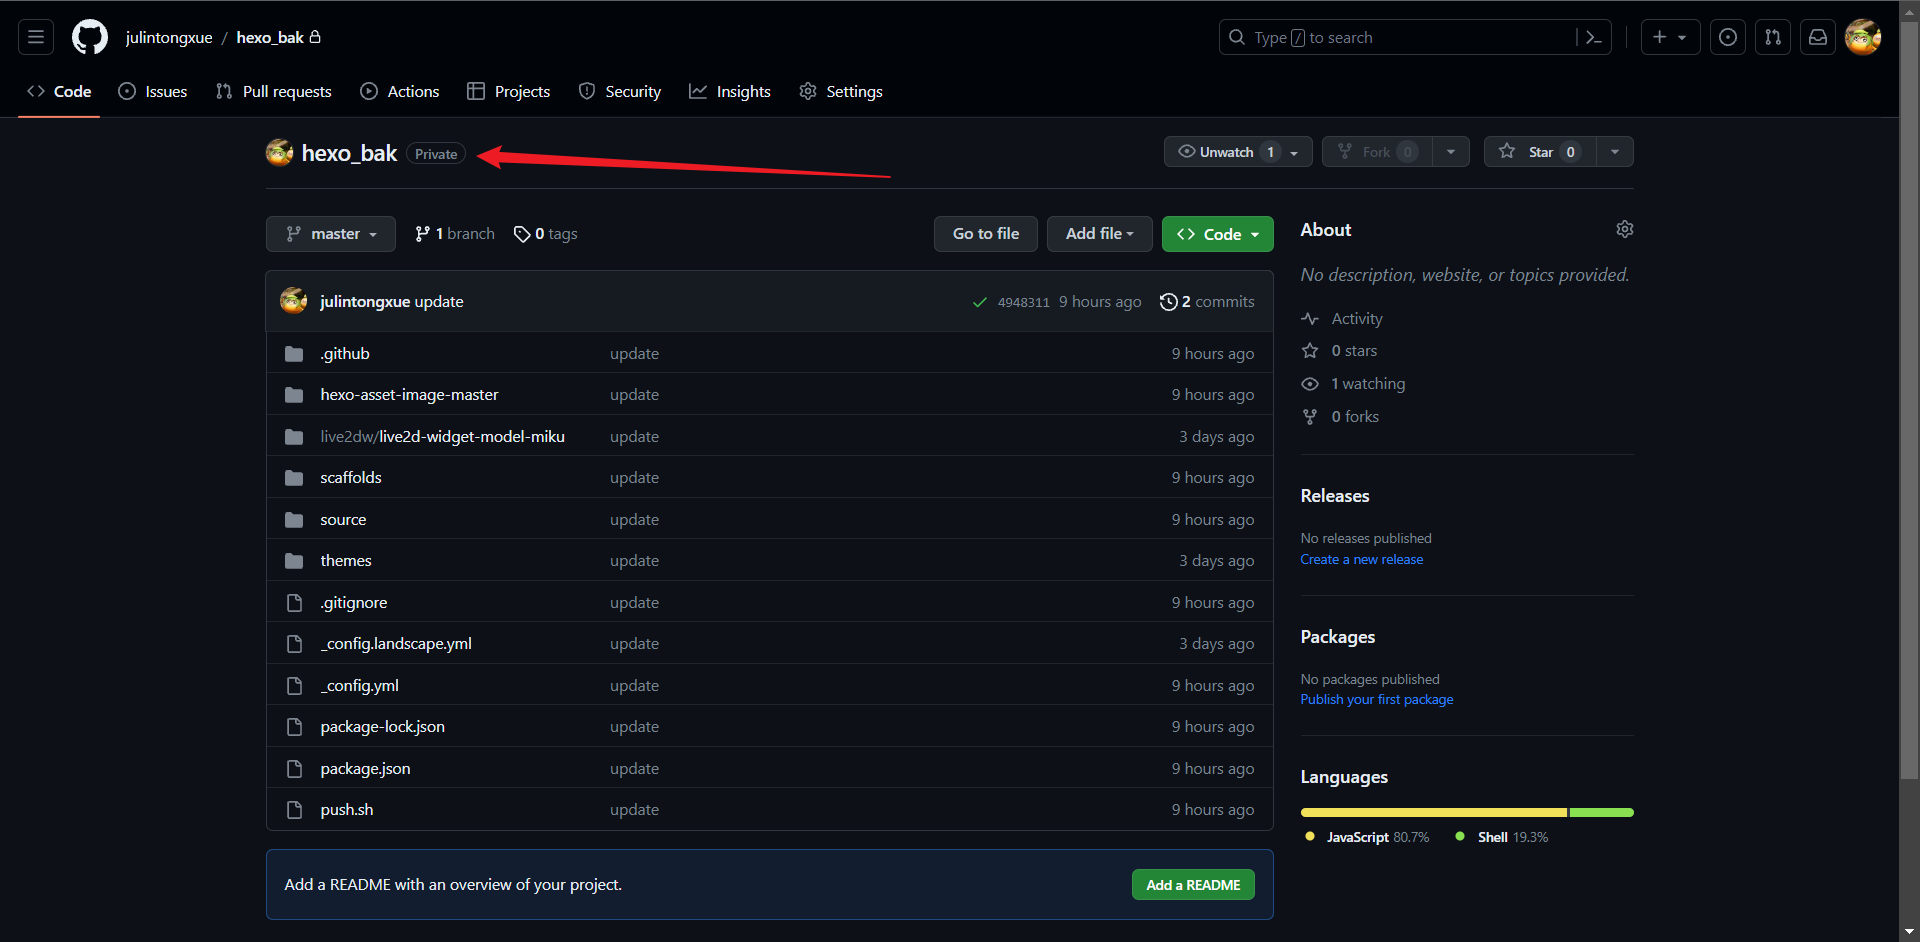 julintongxue / hexo_bak
Type / to search
Code Issues Pull requests Actions Projects Security Insights Settings
hexo_bak Private
Unwatch 1 Fork 0 Star 0
master 1 branch 0 tags Go to file Add file Code
julintongxue update 4948311 9 hours ago 2 commits
.github update 9 hours ago
hexo-asset-image-master update 9 hours ago
live2dw/live2d-widget-model-miku update 3 days ago
scaffolds update 9 hours ago
source update 9 hours ago
themes update 3 days ago
.gitignore update 9 hours ago
_config.landscape.yml update 3 days ago
_config.yml update 9 hours ago
package-lock.json update 9 hours ago
package.json update 9 hours ago
push.sh update 9 hours ago
Add a README with an overview of your project. Add a README
About
No description, website, or topics provided.
Activity
0 stars
1 watching
0 forks
Releases
No releases published
Create a new release
Packages
No packages published
Publish your first package
Languages
JavaScript 80.7% Shell 19.3%